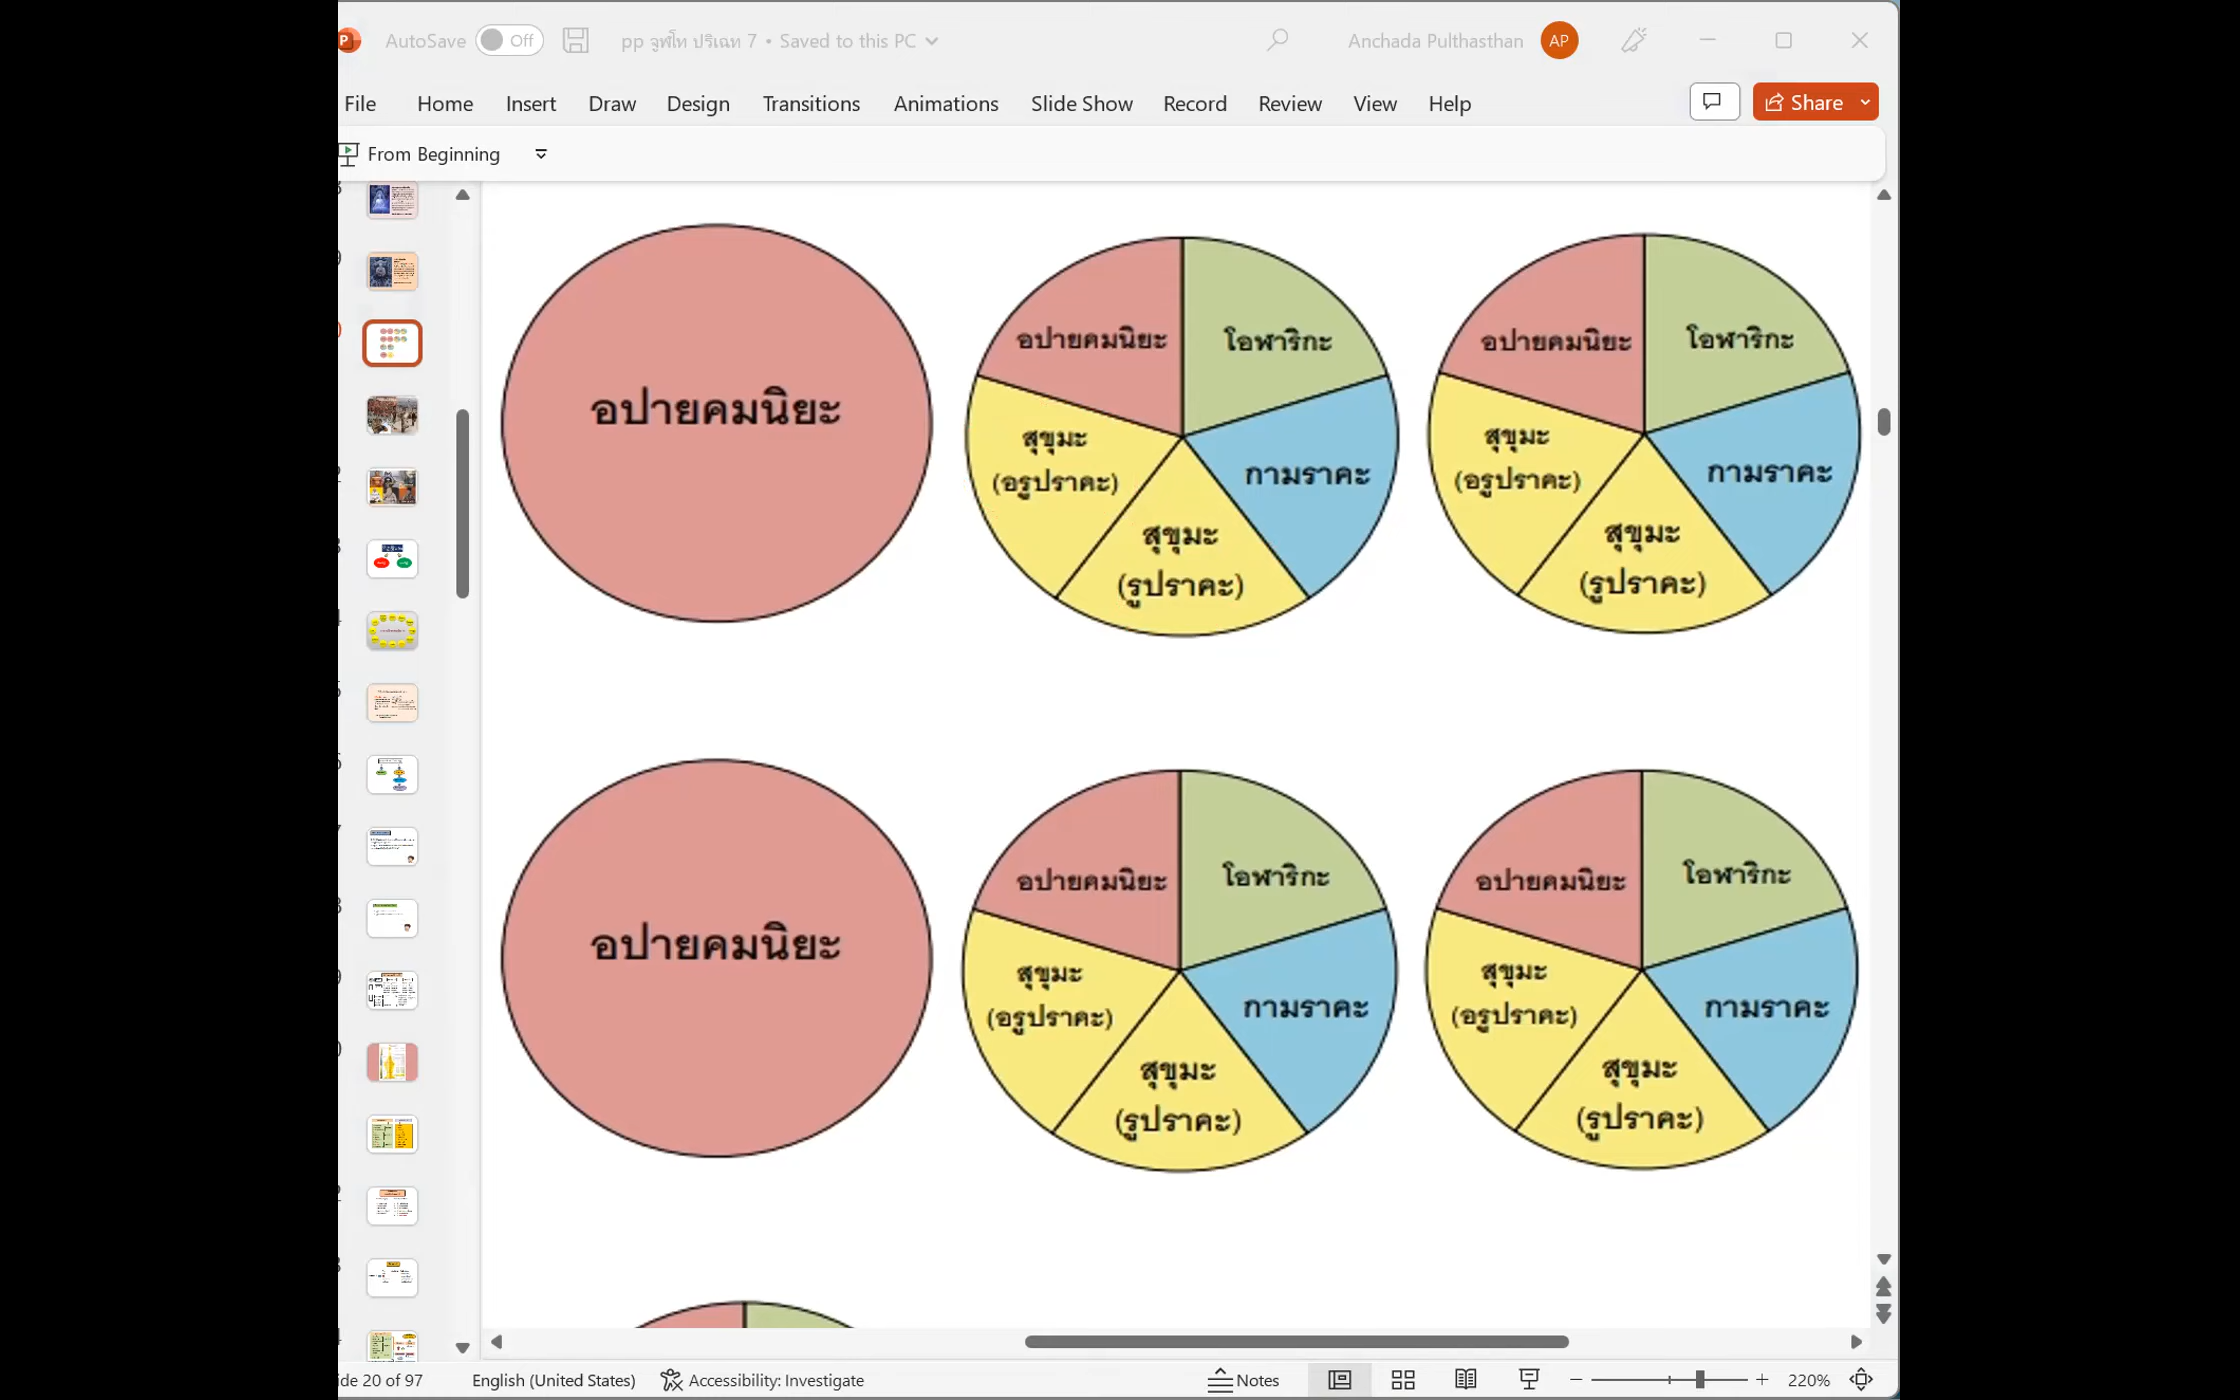 AutoSave Off pp จูฬโท ปริเฉท 7 • Saved to this PC Anchada Pulthasthan AP
File Home Insert Draw Design Transitions Animations Slide Show Record Review View Help Share
From Beginning
อปายคมนิยะ
อปายคมนิยะ โอฬาริกะ
สุขุมะ
(อรูปราคะ)
กามราคะ
สุขุมะ
(รูปราคะ)
อปายคมนิยะ โอฬาริกะ
สุขุมะ
(อรูปราคะ)
กามราคะ
สุขุมะ
(รูปราคะ)
อปายคมนิยะ
อปายคมนิยะ โอฬาริกะ
สุขุมะ
(อรูปราคะ)
กามราคะ
สุขุมะ
(รูปราคะ)
อปายคมนิยะ โอฬาริกะ
สุขุมะ
(อรูปราคะ)
กามราคะ
สุขุมะ
(รูปราคะ)
ide 20 of 97 English (United States) Accessibility: Investigate Notes 220%